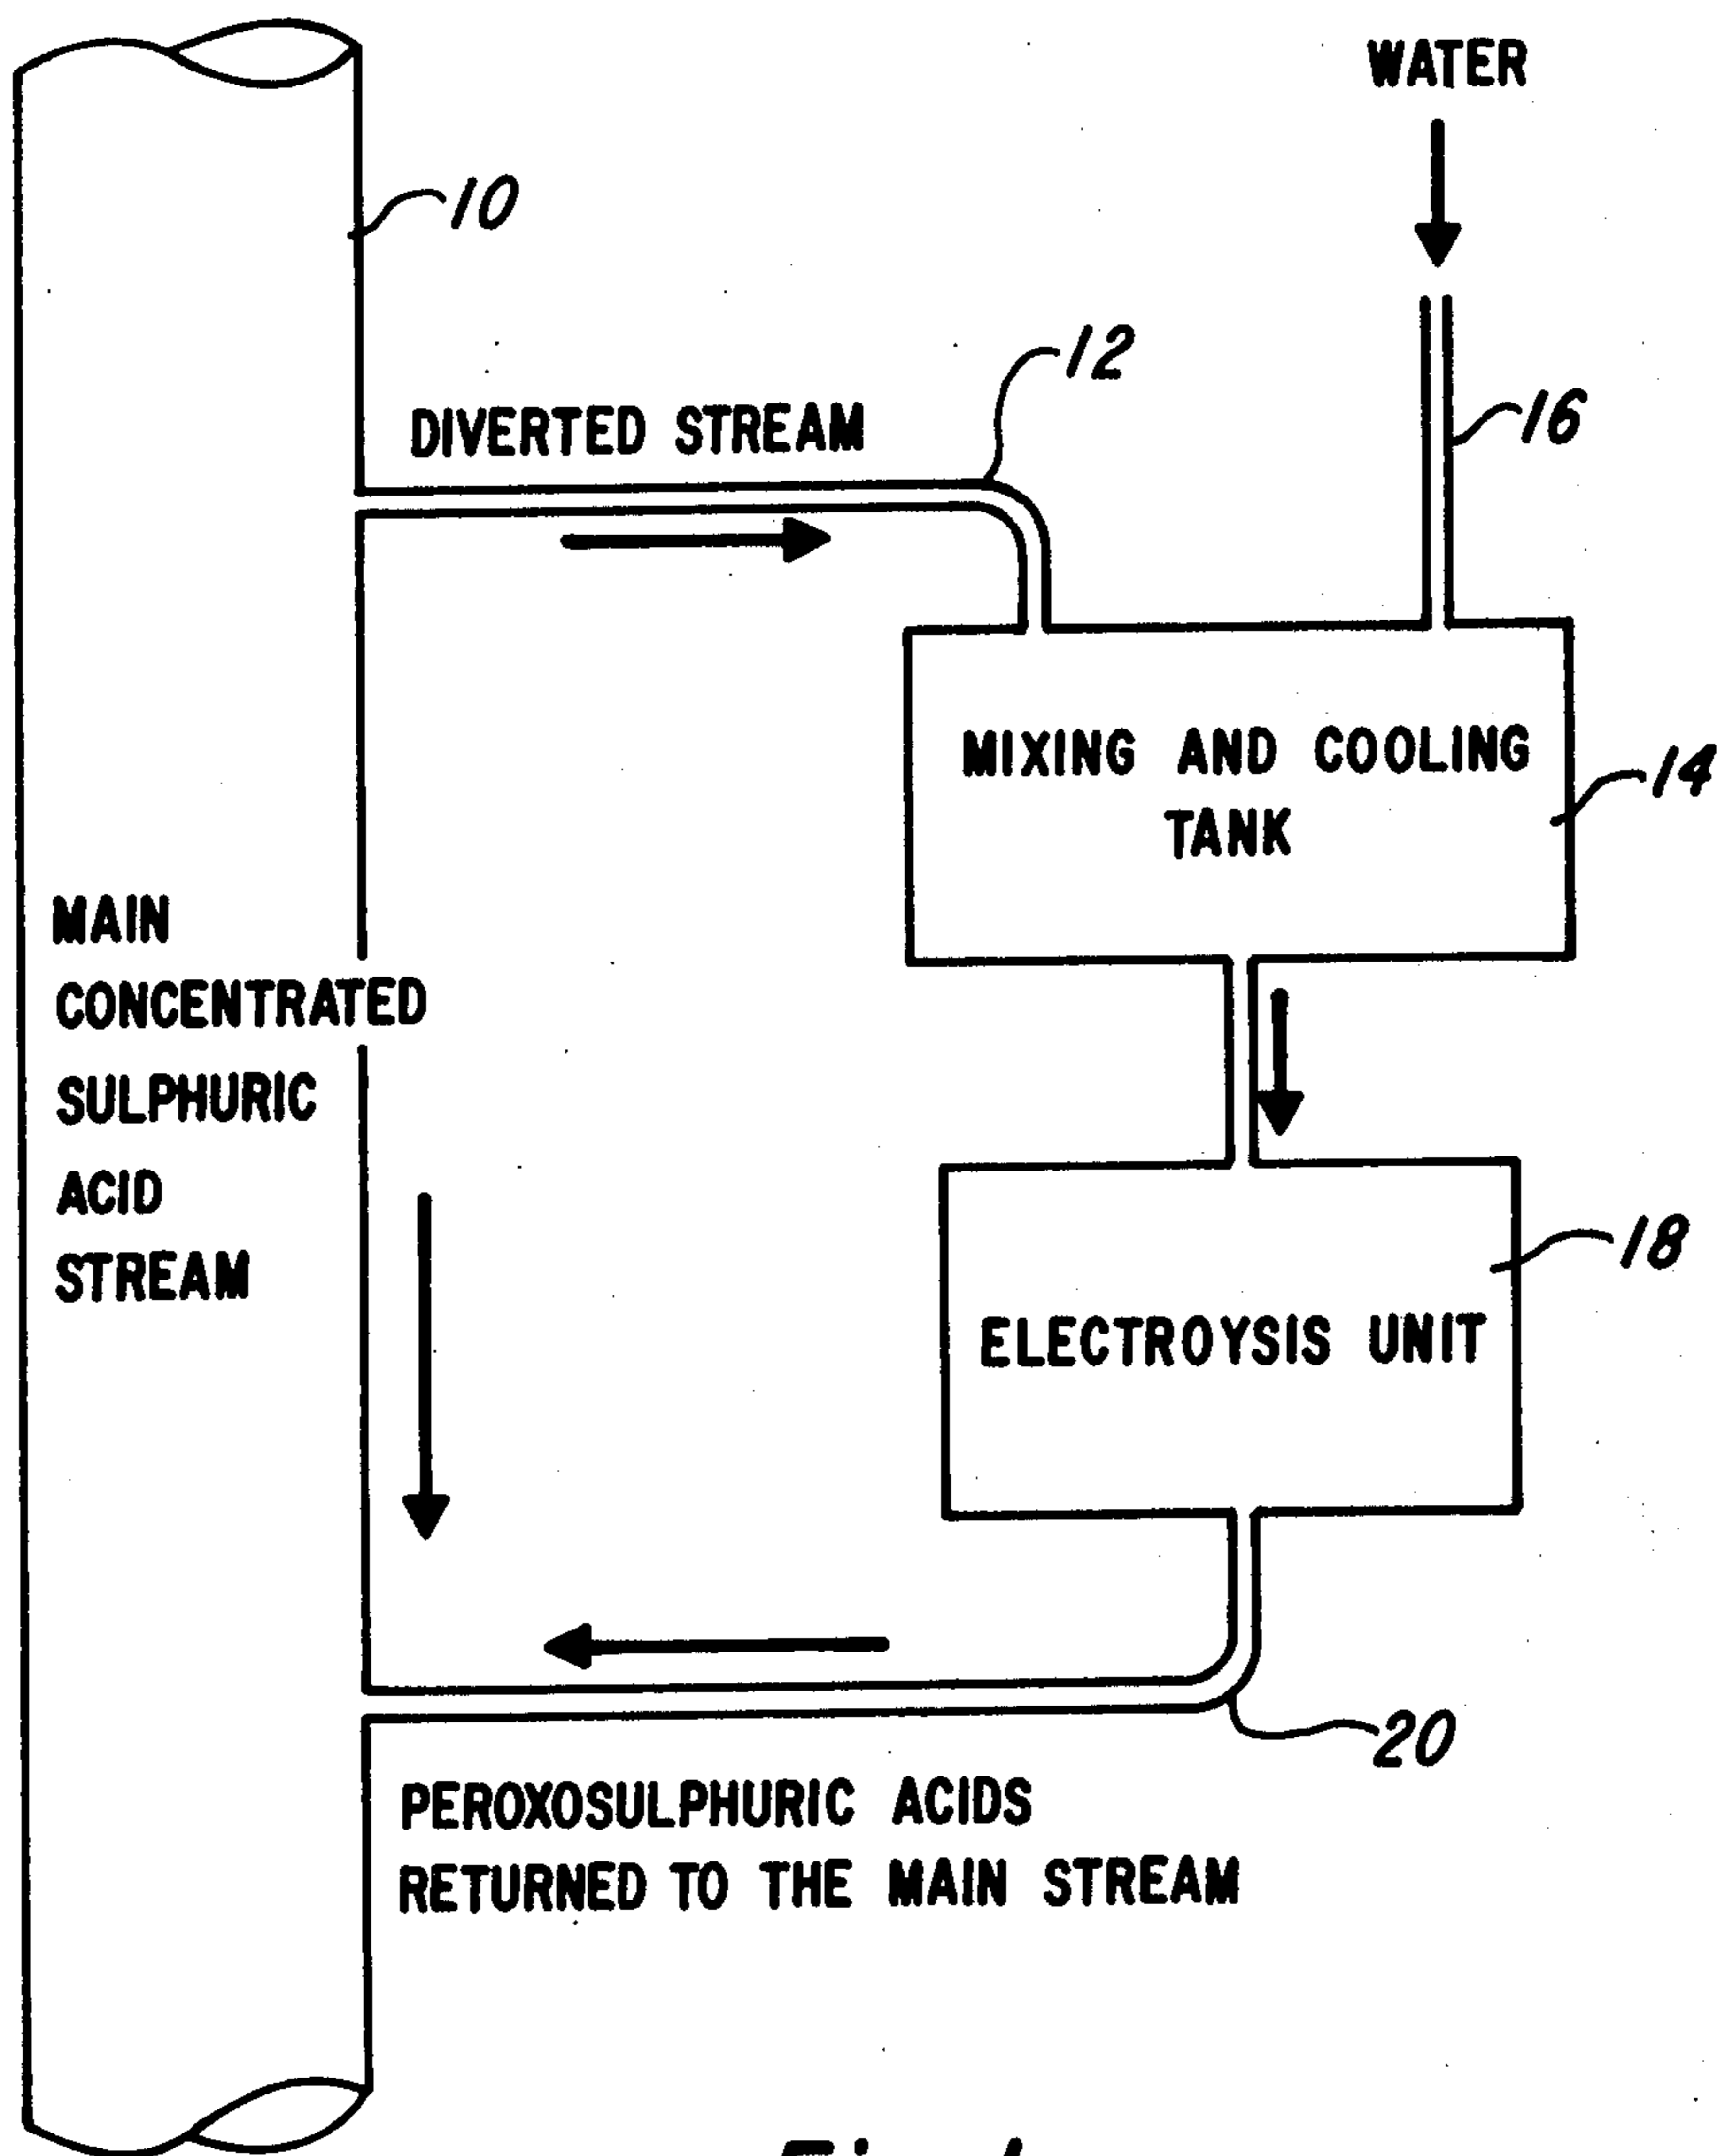 WATER
10
12
DIVERTED STREAM
16
MIXING AND COOLING
TANK
14
MAIN
CONCENTRATED
SULPHURIC
ACID
STREAM
18
ELECTROYSIS UNIT
20
PEROXOSULPHURIC ACIDS
RETURNED TO THE MAIN STREAM